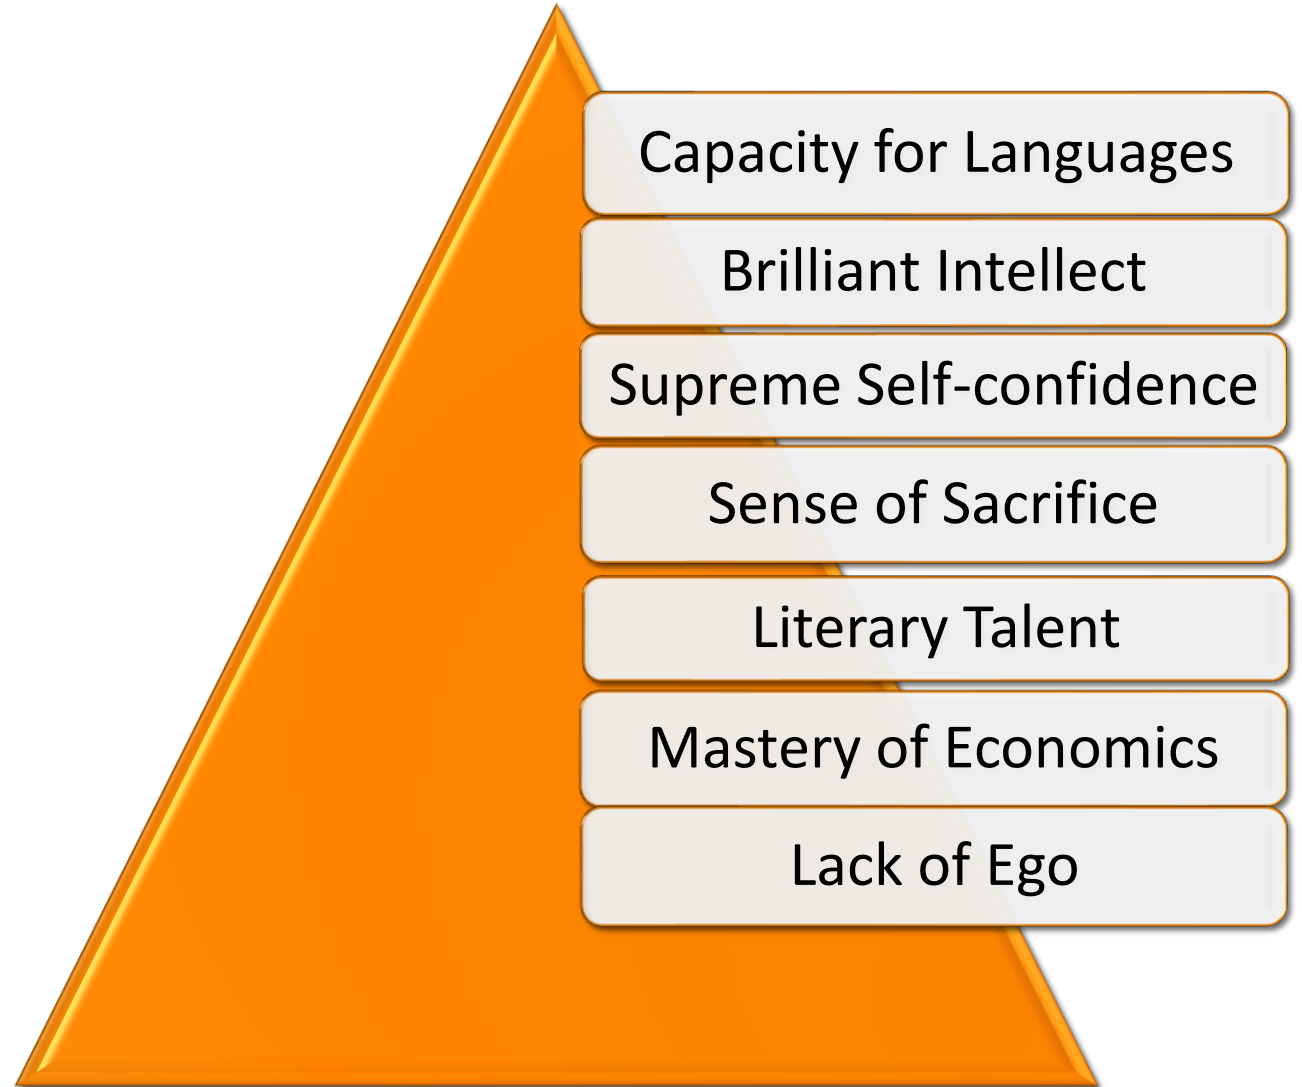 Capacity for Languages
Brilliant Intellect
Supreme Self-confidence
Sense of Sacrifice
Literary Talent
Mastery of Economics
Lack of Ego